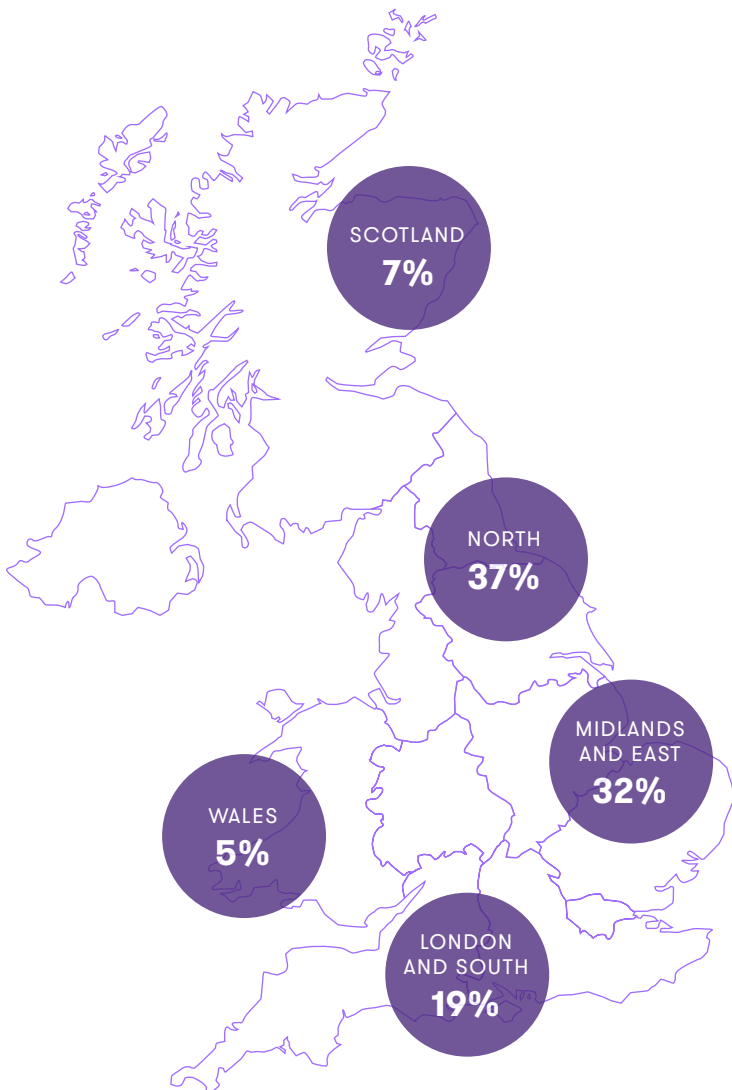 SCOTLAND
7%
NORTH
37%
MIDLANDS
AND EAST
32%
WALES
5%
LONDON
AND SOUTH
19%